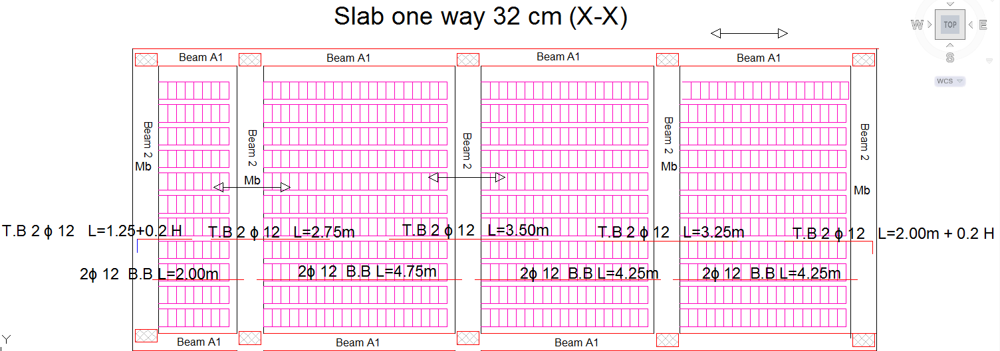 Slab one way 32 cm (X-X)
W TOP E
S
WCS
Beam A1 Beam A1 Beam A1 Beam A1
Beam 2 Beam 2 Beam 2 Beam 2 Beam 2
Mb Mb Mb Mb
T.B 2 ϕ 12 L=1.25+0.2 H
T.B 2 ϕ 12 L=2.75m
T.B 2 ϕ 12 L=3.50m
T.B 2 ϕ 12 L=3.25m
T.B 2 ϕ 12 L=2.00m + 0.2 H
2ϕ 12 B.B L=2.00m
2ϕ 12 B.B L=4.75m
2ϕ 12 B.B L=4.25m
2ϕ 12 B.B L=4.25m
Beam A1 Beam A1 Beam A1
Y